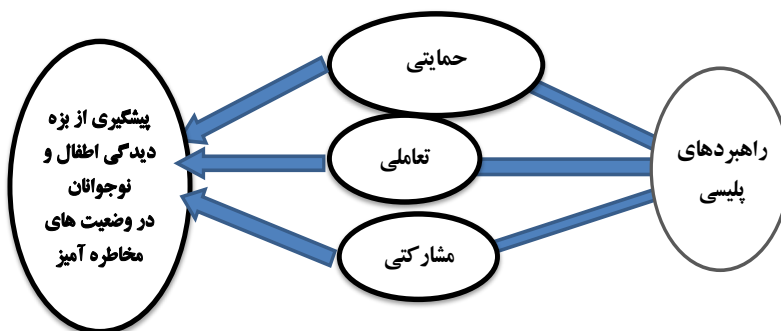 راهبردهای
پلیسی
حمایتی
تعاملی
مشارکتی
پیشگیری از بزه
دیدگی اطفال و
نوجوانان
در وضعیت های
مخاطره آمیز